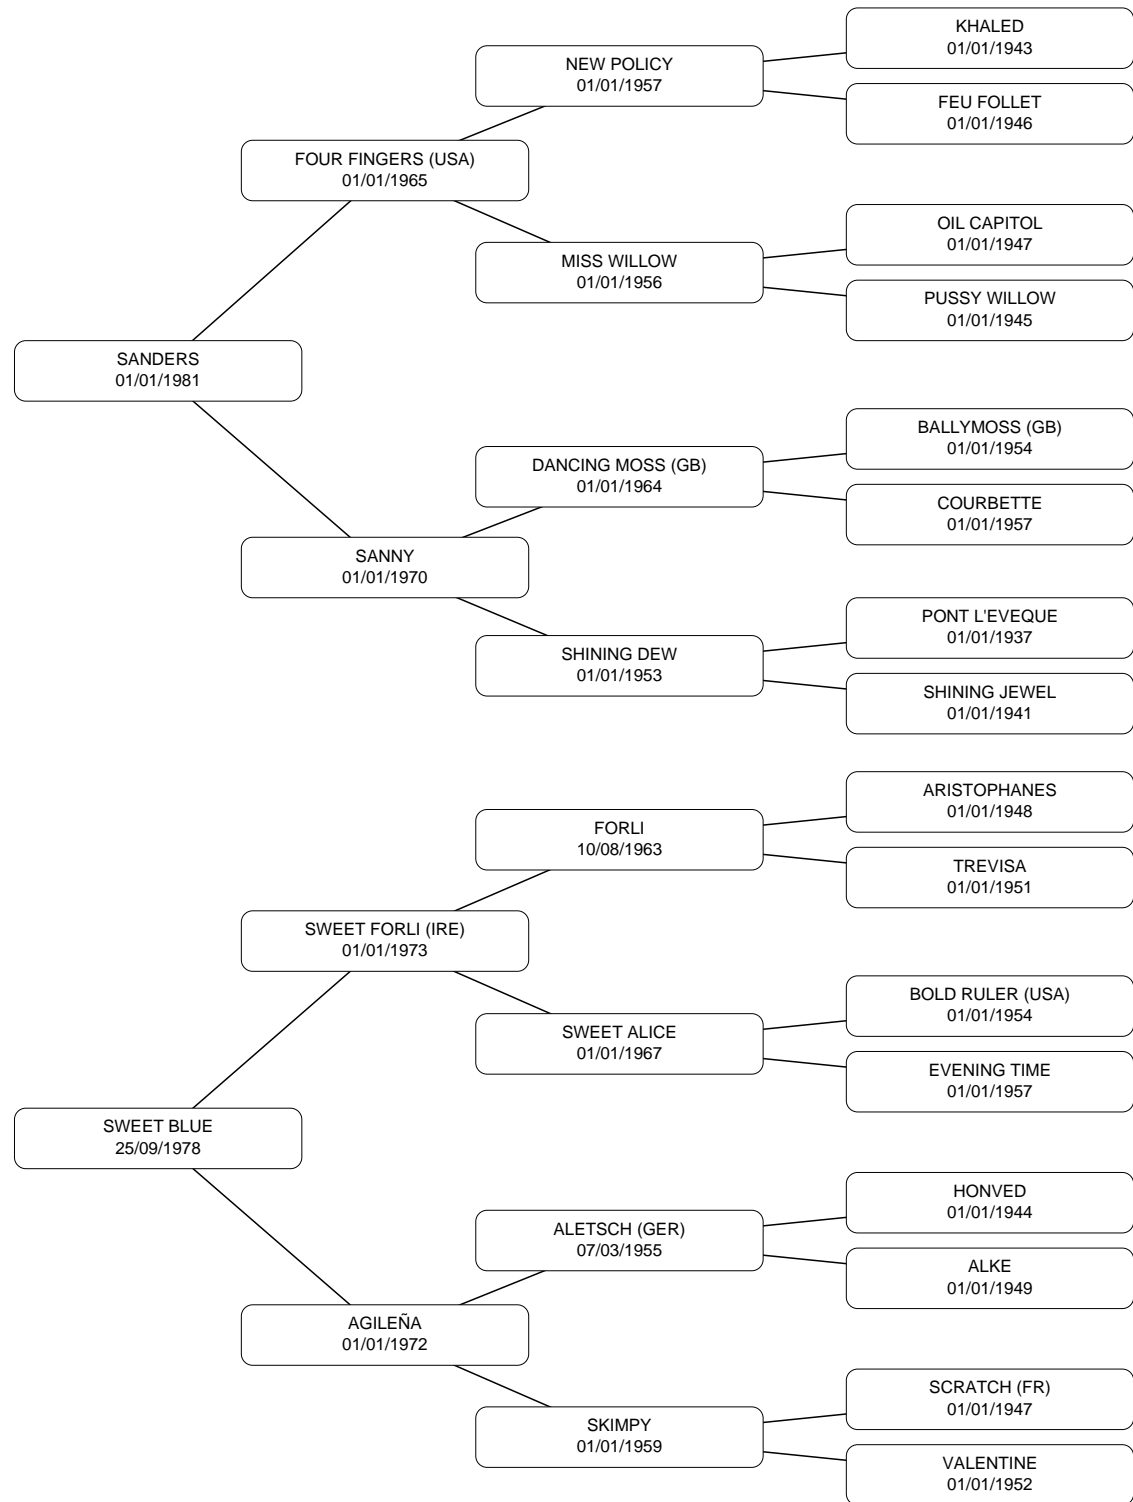 KHALED
01/01/1943
NEW POLICY
01/01/1957
FEU FOLLET
01/01/1946
FOUR FINGERS (USA)
01/01/1965
OIL CAPITOL
01/01/1947
MISS WILLOW
01/01/1956
PUSSY WILLOW
01/01/1945
SANDERS
01/01/1981
BALLYMOSS (GB)
01/01/1954
DANCING MOSS (GB)
01/01/1964
COURBETTE
01/01/1957
SANNY
01/01/1970
PONT L'EVEQUE
01/01/1937
SHINING DEW
01/01/1953
SHINING JEWEL
01/01/1941
ARISTOPHANES
01/01/1948
FORLI
10/08/1963
TREVISA
01/01/1951
SWEET FORLI (IRE)
01/01/1973
BOLD RULER (USA)
01/01/1954
SWEET ALICE
01/01/1967
EVENING TIME
01/01/1957
SWEET BLUE
25/09/1978
HONVED
01/01/1944
ALETSCH (GER)
07/03/1955
ALKE
01/01/1949
AGILEÑA
01/01/1972
SCRATCH (FR)
01/01/1947
SKIMPY
01/01/1959
VALENTINE
01/01/1952